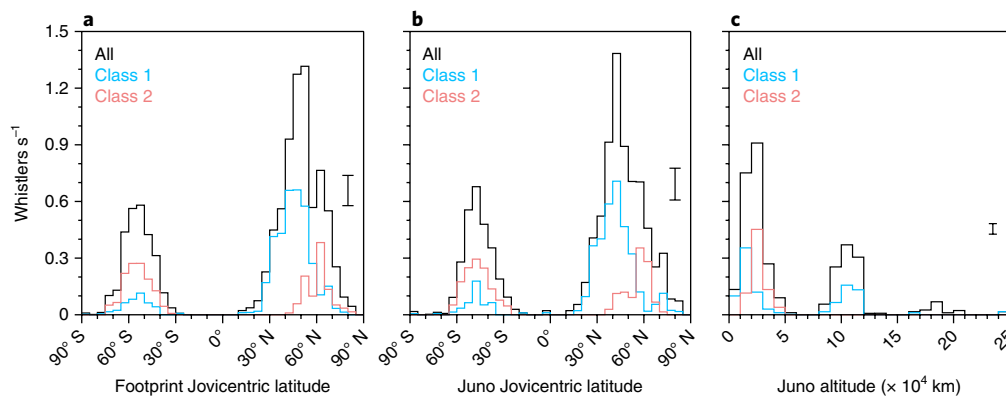 a
b
c
1.5
1.2
0.9
0.6
0.3
0
Whistlers s⁻¹
All
Class 1
Class 2
All
Class 1
Class 2
All
Class 1
Class 2
90° S
60° S
30° S
0°
30° N
60° N
90° N
90° S
60° S
30° S
0°
30° N
60° N
90° N
0
5
10
15
20
25
Footprint Jovicentric latitude
Juno Jovicentric latitude
Juno altitude (× 10⁴ km)